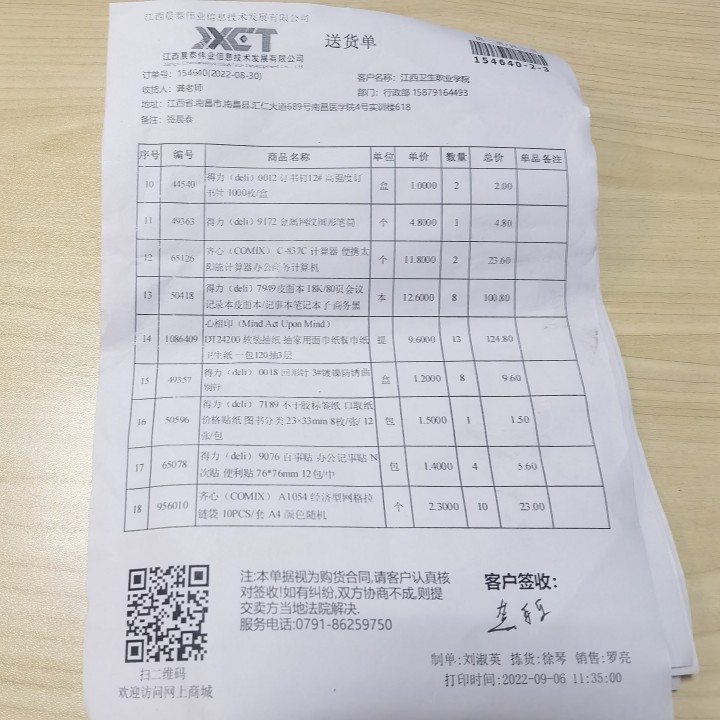 江西晨泰伟业信息技术发展有限公司
JXCT
江西晨泰伟业信息技术发展有限公司
送货单
154640-2-3
订单号：154640(2022-08-30)
客户名称：江西卫生职业学院
收货人：龚老师
部门：行政部 15879164493
地址：江西省,南昌市,南昌县,汇仁大道689号南昌医学院4号实训楼618
备注：签晨泰
序号 编号 商品名称 单位 单价 数量 总价 单品备注
10 44540 得力（deli）0012 订书钉12# 高强度订书针 1000枚/盒 盒 1.0000 2 2.00
11 49363 得力（deli）9172 金属网纹圆形笔筒 个 4.8000 1 4.80
12 65126 齐心（COMIX） C-837C 计算器 便携太阳能计算器办公商务计算机 个 11.8000 2 23.60
13 50418 得力（deli）7949皮面本 18K/80页会议记录本皮面本/记事本笔记本子 商务黑 本 12.6000 8 100.80
14 1086409 心相印（Mind Act Upon Mind）DT24200 软装抽纸 抽家用面巾纸餐巾纸卫生纸 一包120抽3层 提 9.6000 13 124.80
15 49357 得力（deli） 0018 回形针 3#镀镍防锈曲别针 盒 1.2000 8 9.60
16 50596 得力（deli） 7189 不干胶标签纸 口取纸 价格贴纸 图书分类 23×33mm 8枚/张/ 12张/包 包 1.5000 1 1.50
17 65078 得力（deli）9076 百事贴 办公记事贴 N次贴 便利贴 76*76mm 12包/中 包 1.4000 4 5.60
18 956010 齐心（COMIX） A1054 经济型网格拉链袋 10PCS/套 A4 颜色随机 个 2.3000 10 23.00
注:本单据视为购货合同,请客户认真核
对签收!如有纠纷,双方协商不成,则提
交卖方当地法院解决.
服务电话:0791-86259750
客户签收:
扫二维码
欢迎访问网上商城
制单:刘淑英 拣货:徐琴 销售:罗亮
打印时间:2022-09-06 11:35:00